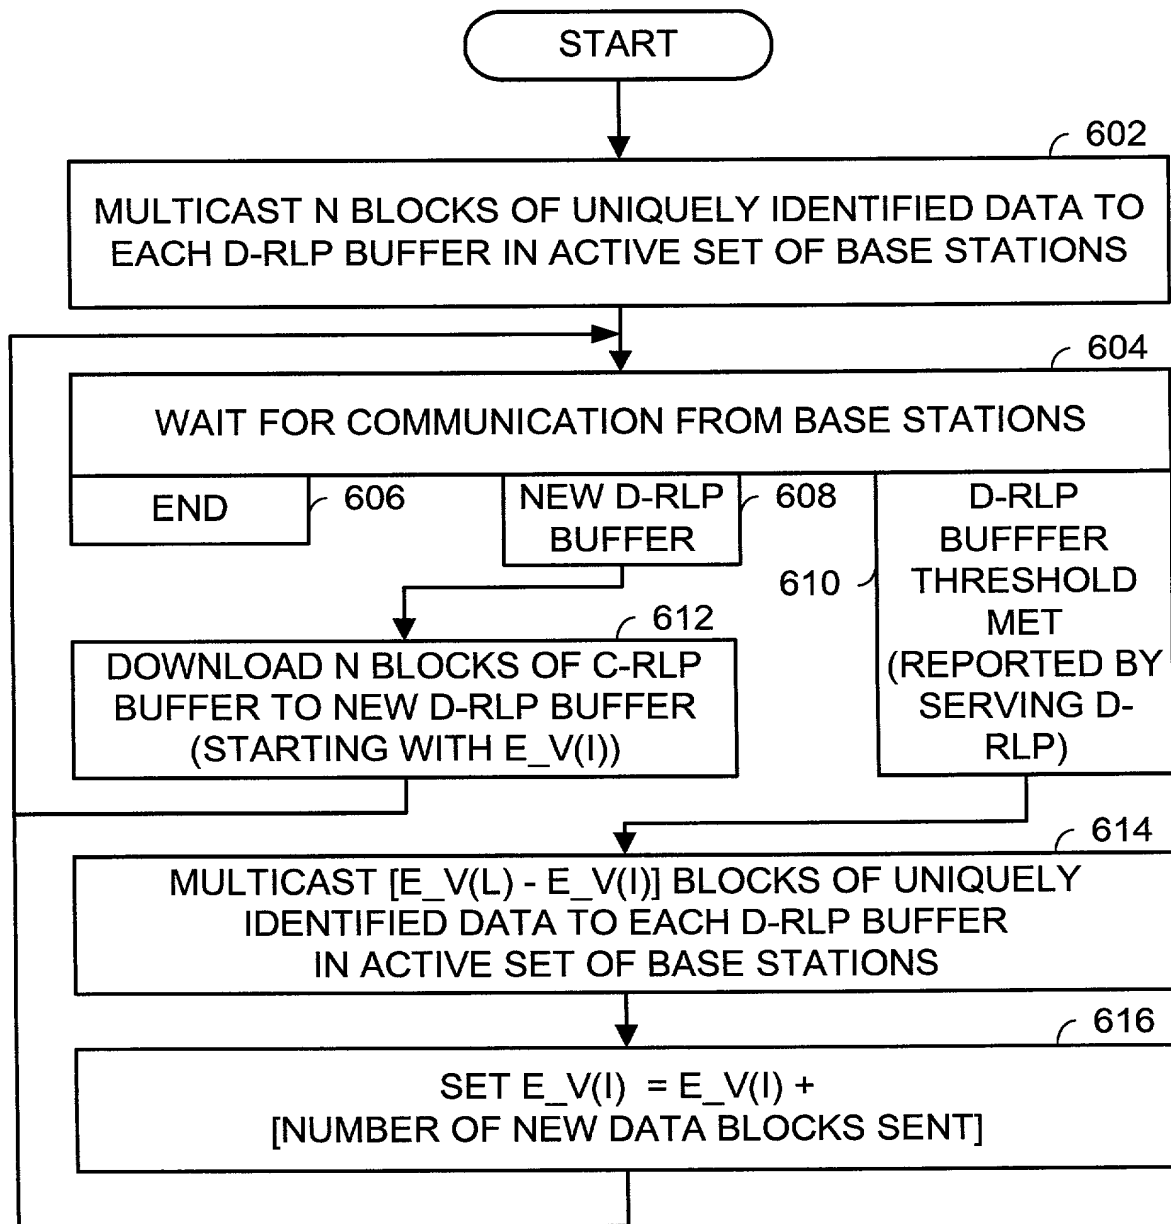 START
602
MULTICAST N BLOCKS OF UNIQUELY IDENTIFIED DATA TO
EACH D-RLP BUFFER IN ACTIVE SET OF BASE STATIONS
604
WAIT FOR COMMUNICATION FROM BASE STATIONS
END
606
NEW D-RLP
BUFFER
608
610
D-RLP
BUFFFER
THRESHOLD
MET
(REPORTED BY
SERVING D-
RLP)
612
DOWNLOAD N BLOCKS OF C-RLP
BUFFER TO NEW D-RLP BUFFER
(STARTING WITH E_V(I))
614
MULTICAST [E_V(L) - E_V(I)] BLOCKS OF UNIQUELY
IDENTIFIED DATA TO EACH D-RLP BUFFER
IN ACTIVE SET OF BASE STATIONS
616
SET E_V(I) = E_V(I) +
[NUMBER OF NEW DATA BLOCKS SENT]